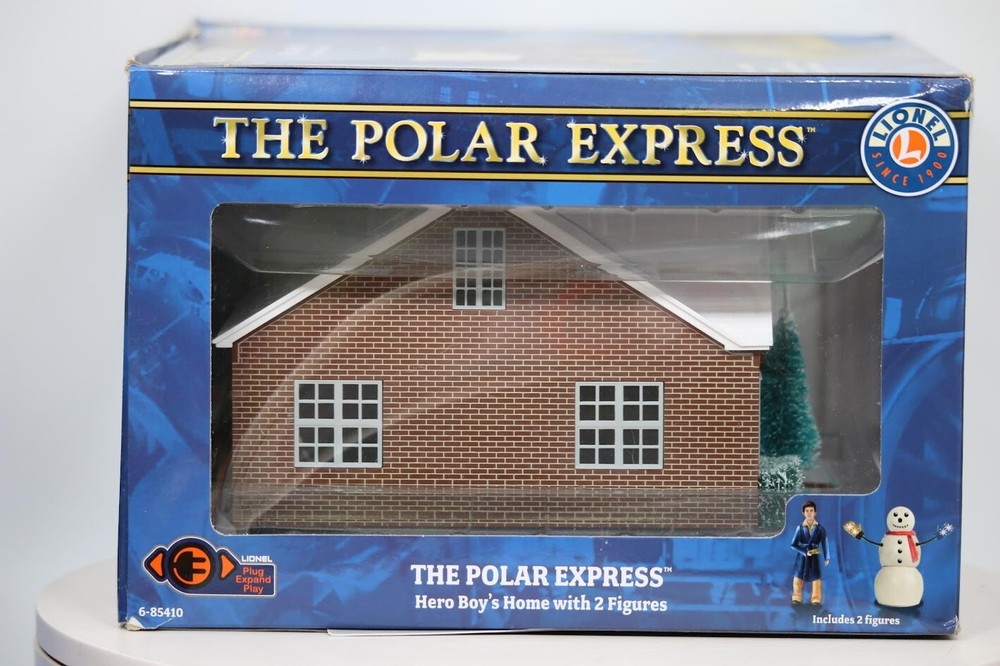 THE POLAR EXPRESS™
LIONEL
L
SINCE 1900
LIONEL
Plug
Expand
Play
THE POLAR EXPRESS™
Hero Boy's Home with 2 Figures
6-85410
Includes 2 figures